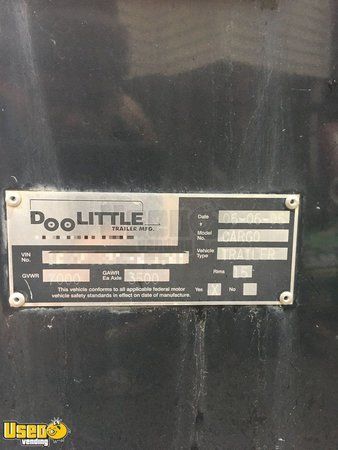 DOOLITTLE
TRAILER MFG.
Date
Model No. CARGO
VIN No.
Vehicle Type TRAILER
GVWR 7000 GAWR Ea Axle 3500 Rims 15
This vehicle conforms to all applicable federal motor Yes X No
vehicle safety standards in effect on date of manufacture.
USED
vending